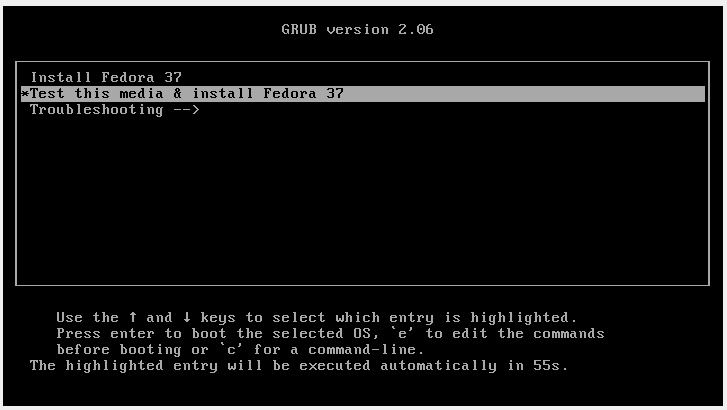 GRUB version 2.06
Install Fedora 37
*Test this media & install Fedora 37
Troubleshooting -->
Use the ↑ and ↓ keys to select which entry is highlighted.
Press enter to boot the selected OS, `e' to edit the commands
before booting or `c' for a command-line.
The highlighted entry will be executed automatically in 55s.